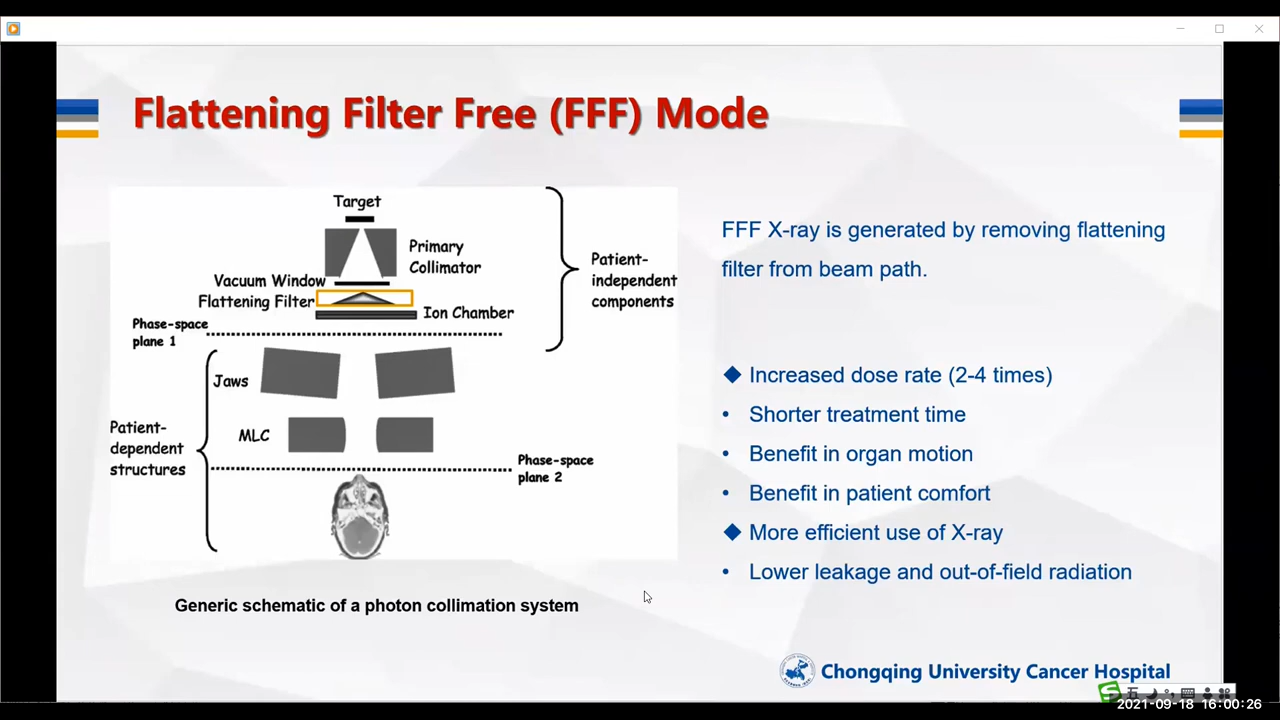 Flattening Filter Free (FFF) Mode
Target
Primary
Collimator
Vacuum Window
Flattening Filter
Ion Chamber
Patient-
independent
components
Phase-space
plane 1
Jaws
MLC
Patient-
dependent
structures
Phase-space
plane 2
Generic schematic of a photon collimation system
FFF X-ray is generated by removing flattening
filter from beam path.
◆ Increased dose rate (2-4 times)
• Shorter treatment time
• Benefit in organ motion
• Benefit in patient comfort
◆ More efficient use of X-ray
• Lower leakage and out-of-field radiation
Chongqing University Cancer Hospital
2021-09-18 16:00:26